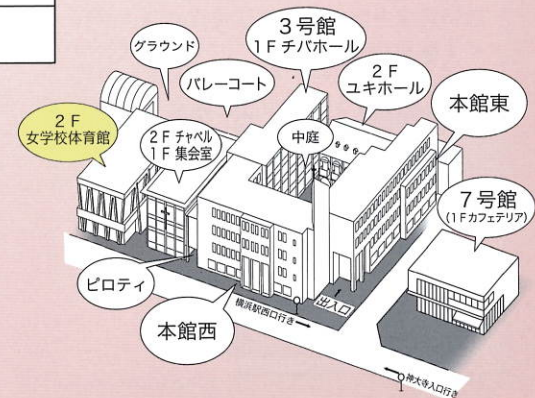 グラウンド
バレーコート
3号館
1Fチバホール
2F
ユキホール
本館東
2F
女学校体育館
2Fチャペル
1F集会室
中庭
7号館
(1Fカフェテリア)
ピロティ
本館西
横浜駅西口行き
出入口
神大寺入口行き